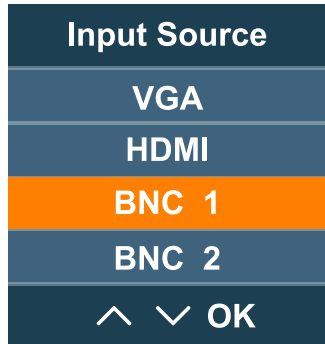 Input Source
VGA
HDMI
BNC 1
BNC 2
OK